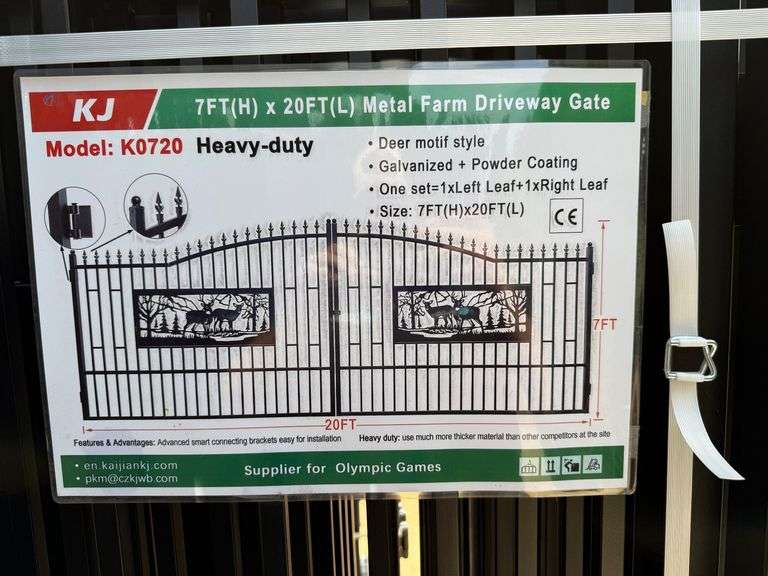 KJ
7FT(H) x 20FT(L) Metal Farm Driveway Gate
Model: K0720 Heavy-duty
• Deer motif style
• Galvanized + Powder Coating
• One set=1xLeft Leaf+1xRight Leaf
• Size: 7FT(H)x20FT(L)
CE
7FT
20FT
Features & Advantages: Advanced smart connecting brackets easy for installation
Heavy duty: use much more thicker material than other competitors at the site
• en.kaijiankj.com
• pkm@czkjwb.com
Supplier for Olympic Games